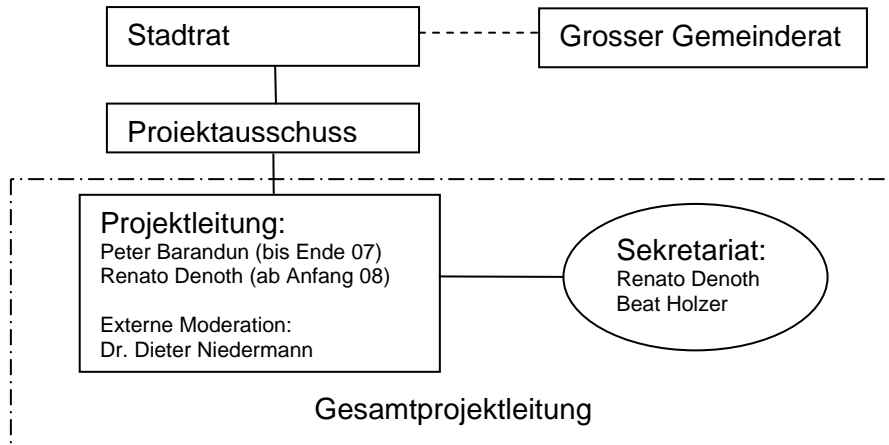 Stadtrat
Grosser Gemeinderat
Projektausschuss
Projektleitung:
Peter Barandun (bis Ende 07)
Renato Denoth (ab Anfang 08)
Externe Moderation:
Dr. Dieter Niedermann
Sekretariat:
Renato Denoth
Beat Holzer
Gesamtprojektleitung